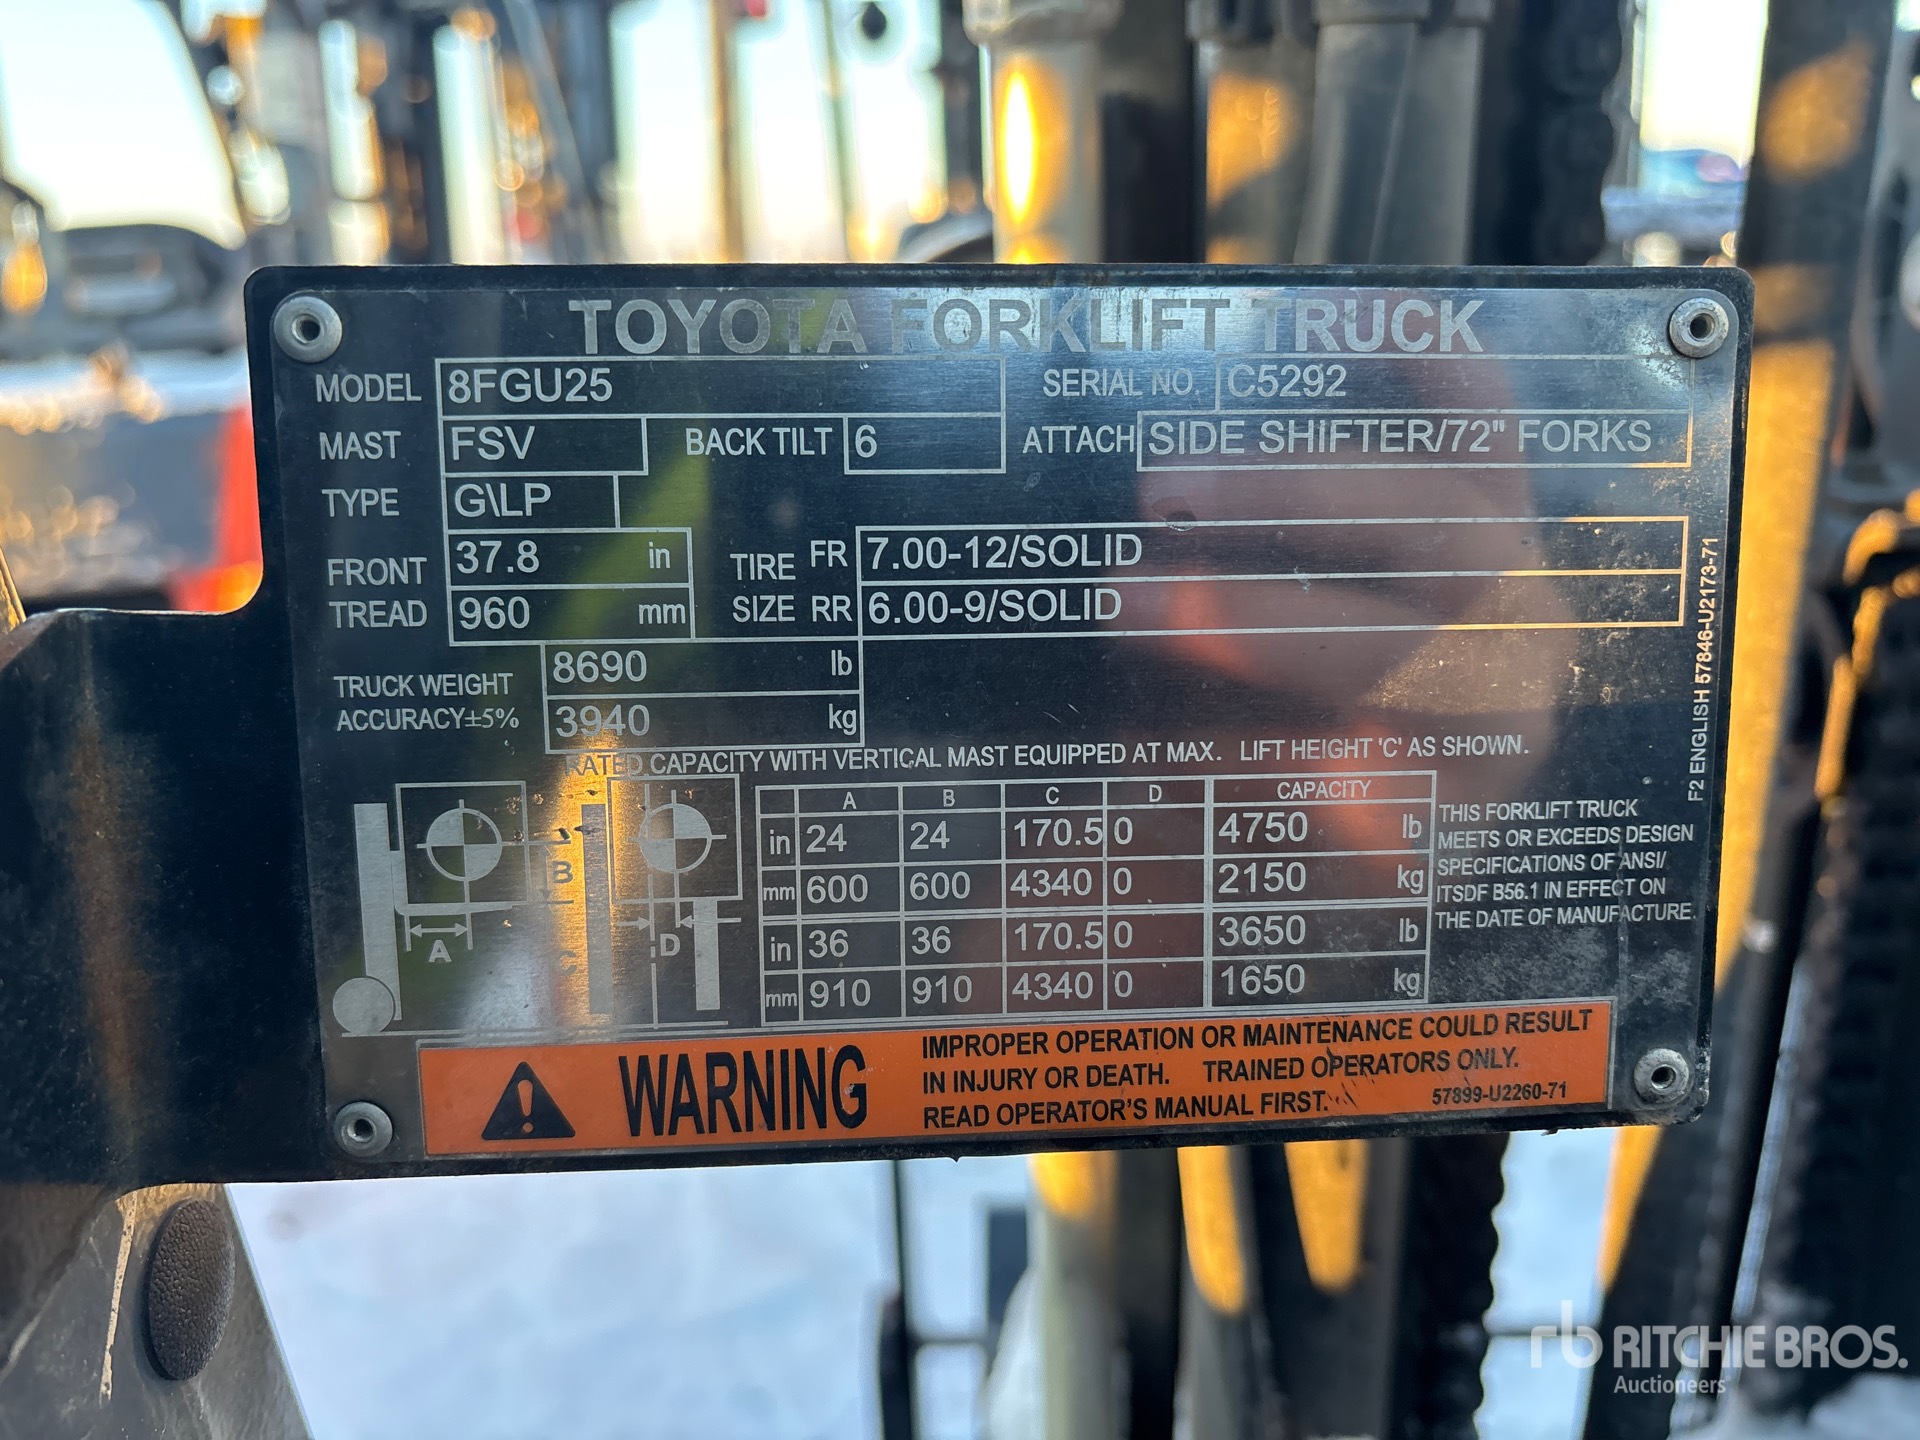 TOYOTA FORKLIFT TRUCK
MODEL 8FGU25 SERIAL NO. C5292
MAST FSV BACK TILT 6 ATTACH SIDE SHIFTER/72" FORKS
TYPE G\LP
FRONT TREAD 37.8 in TIRE SIZE FR 7.00-12/SOLID
960 mm RR 6.00-9/SOLID
TRUCK WEIGHT 8690 lb
ACCURACY±5% 3940 kg
RATED CAPACITY WITH VERTICAL MAST EQUIPPED AT MAX. LIFT HEIGHT 'C' AS SHOWN.
A B C D CAPACITY
in 24 24 170.5 0 4750 lb
mm 600 600 4340 0 2150 kg
in 36 36 170.5 0 3650 lb
mm 910 910 4340 0 1650 kg
B
A
C
D
THIS FORKLIFT TRUCK
MEETS OR EXCEEDS DESIGN
SPECIFICATIONS OF ANSI/
ITSDF B56.1 IN EFFECT ON
THE DATE OF MANUFACTURE.
F2 ENGLISH 57846-U2173-71
WARNING
IMPROPER OPERATION OR MAINTENANCE COULD RESULT
IN INJURY OR DEATH. TRAINED OPERATORS ONLY.
READ OPERATOR'S MANUAL FIRST. 57899-U2260-71
rb RITCHIE BROS.
Auctioneers